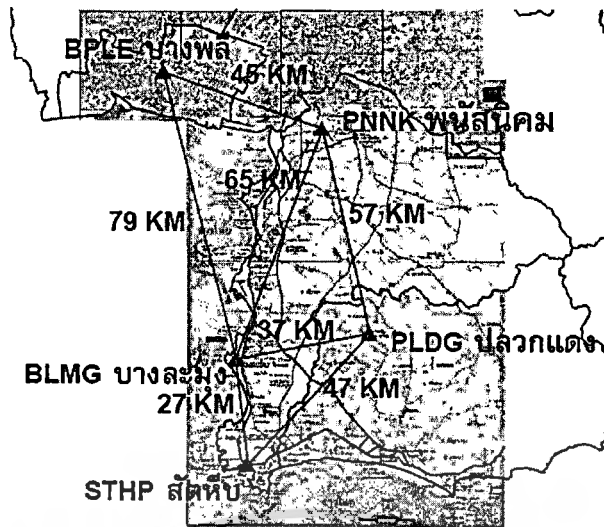 BPLE บางพลี
45 KM
PNNK พนัสนิคม
65 KM
79 KM
57 KM
37 KM
PLDG ปลวกแดง
BLMG บางละมุง
47 KM
27 KM
STHP สัตหีบ